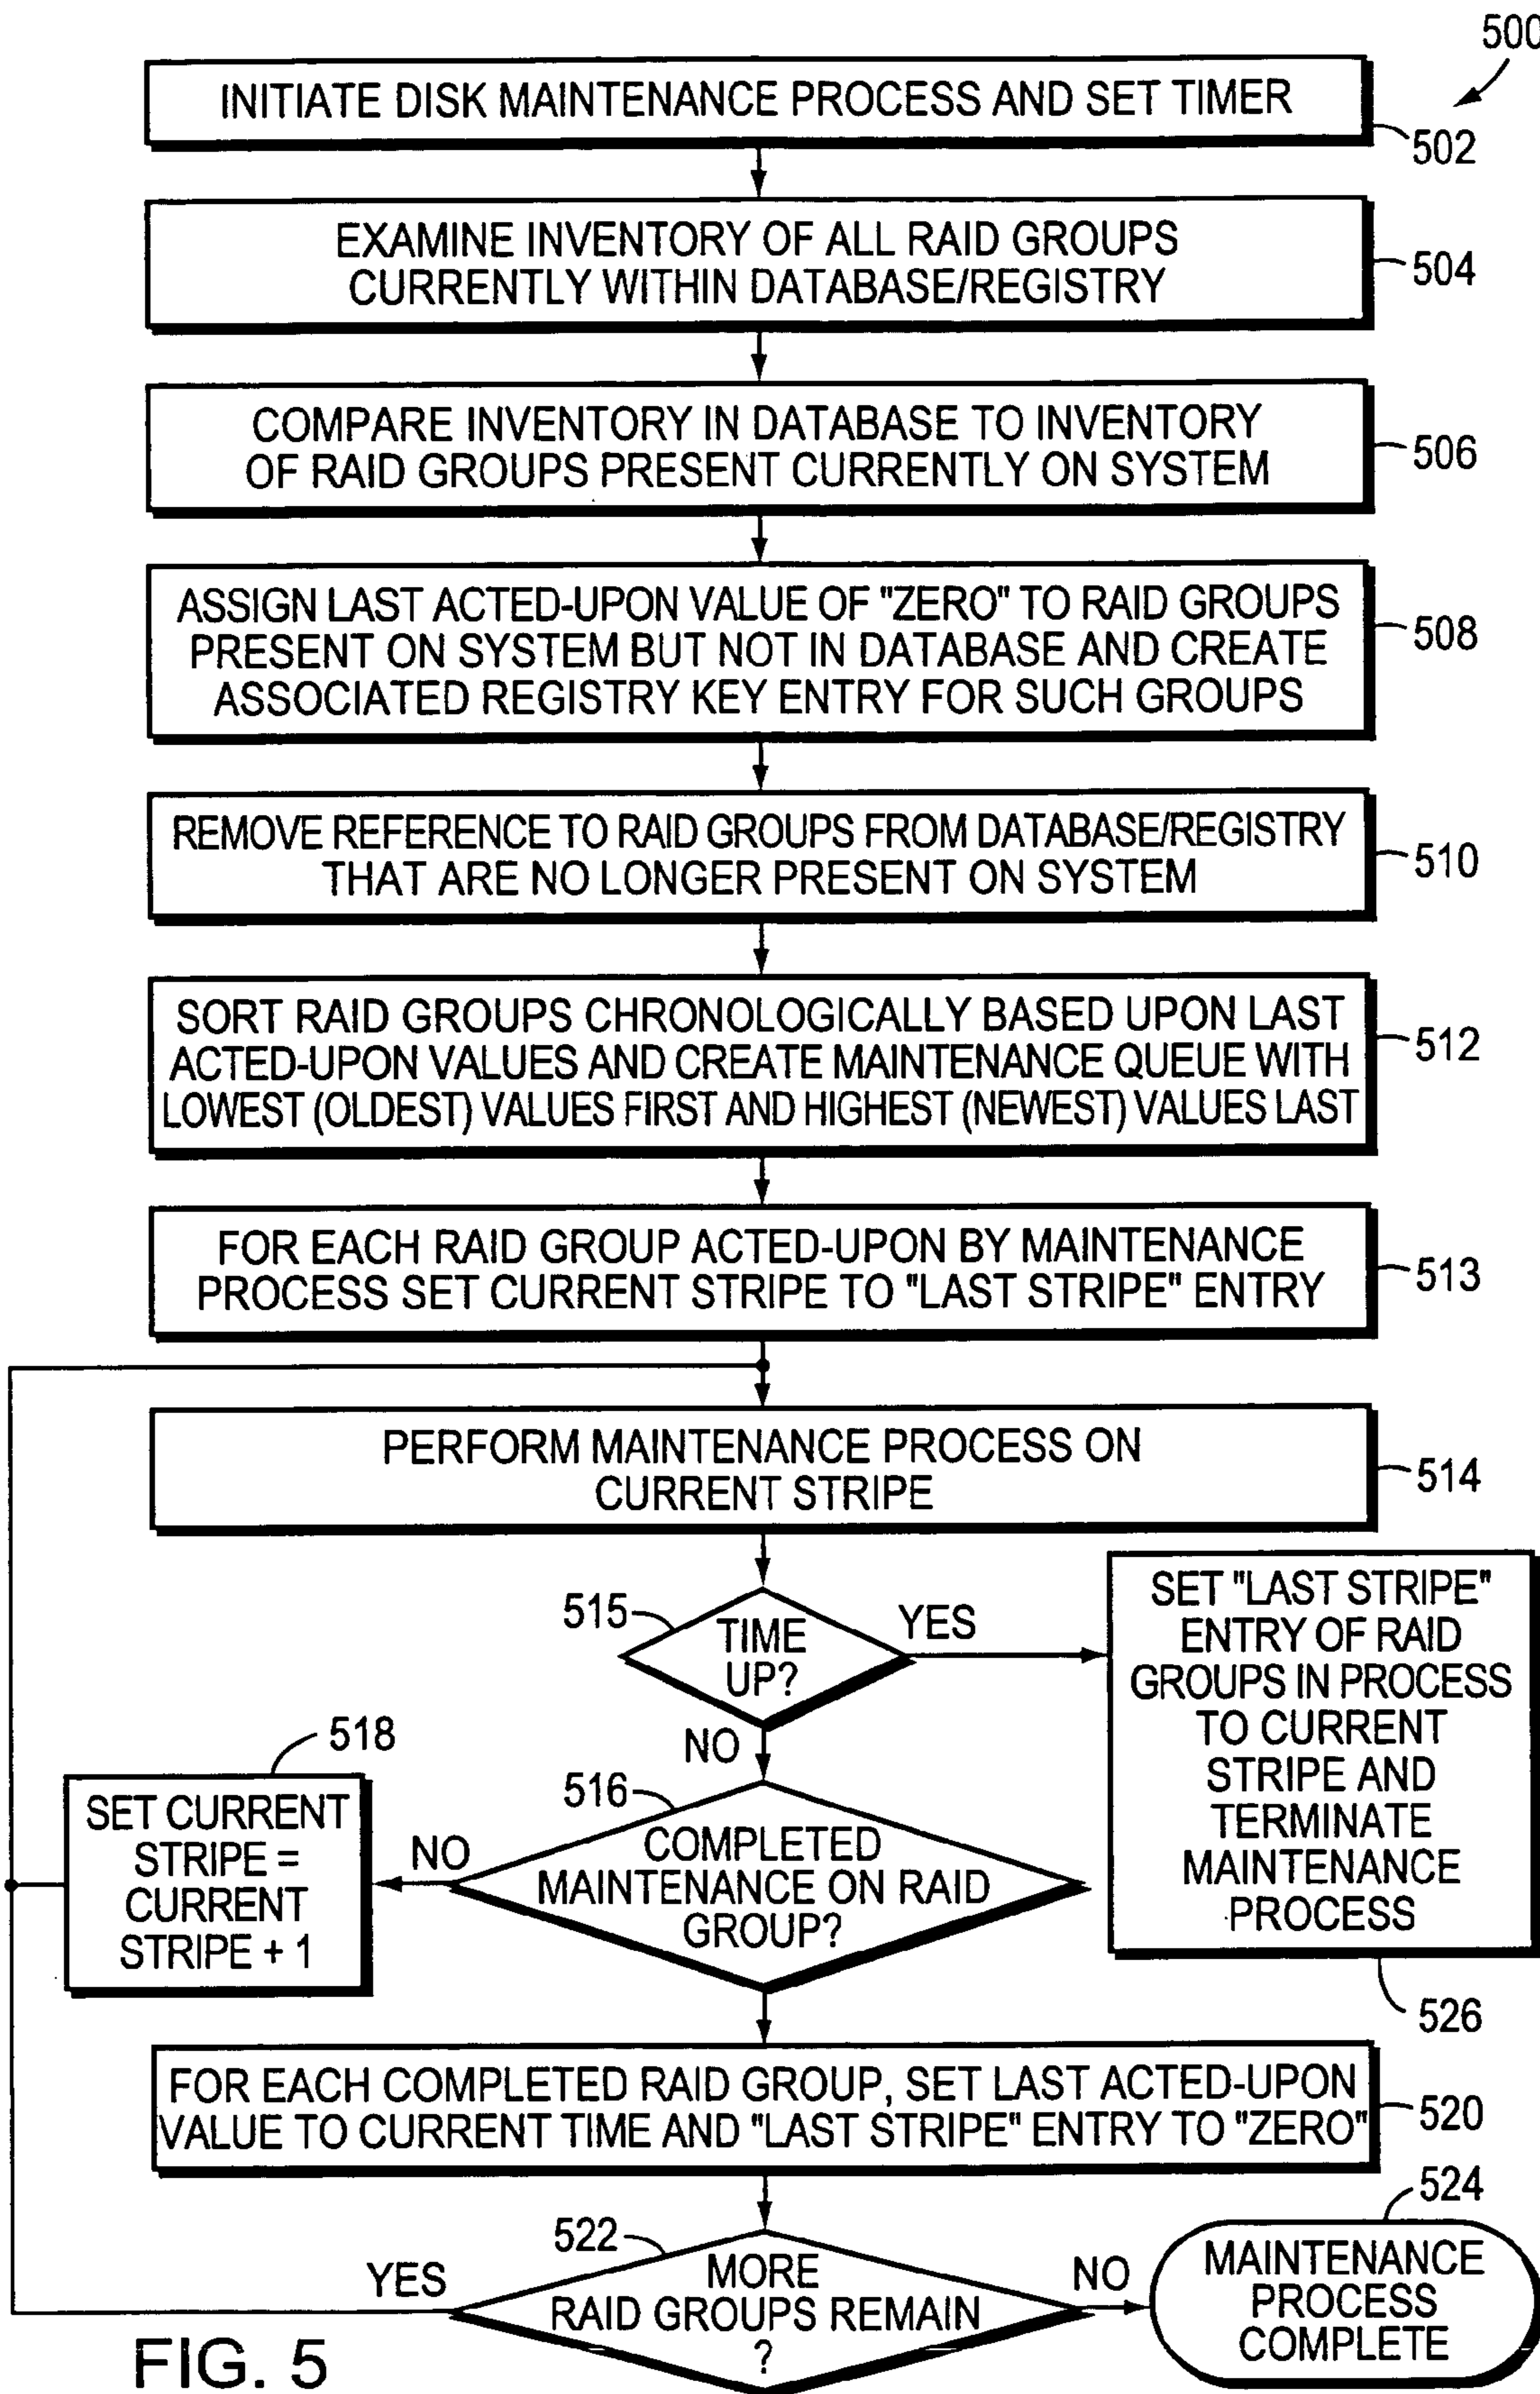 500
INITIATE DISK MAINTENANCE PROCESS AND SET TIMER
502
EXAMINE INVENTORY OF ALL RAID GROUPS
CURRENTLY WITHIN DATABASE/REGISTRY
504
COMPARE INVENTORY IN DATABASE TO INVENTORY
OF RAID GROUPS PRESENT CURRENTLY ON SYSTEM
506
ASSIGN LAST ACTED-UPON VALUE OF "ZERO" TO RAID GROUPS
PRESENT ON SYSTEM BUT NOT IN DATABASE AND CREATE
ASSOCIATED REGISTRY KEY ENTRY FOR SUCH GROUPS
508
REMOVE REFERENCE TO RAID GROUPS FROM DATABASE/REGISTRY
THAT ARE NO LONGER PRESENT ON SYSTEM
510
SORT RAID GROUPS CHRONOLOGICALLY BASED UPON LAST
ACTED-UPON VALUES AND CREATE MAINTENANCE QUEUE WITH
LOWEST (OLDEST) VALUES FIRST AND HIGHEST (NEWEST) VALUES LAST
512
FOR EACH RAID GROUP ACTED-UPON BY MAINTENANCE
PROCESS SET CURRENT STRIPE TO "LAST STRIPE" ENTRY
513
PERFORM MAINTENANCE PROCESS ON
CURRENT STRIPE
514
515
TIME
UP?
YES
NO
SET "LAST STRIPE"
ENTRY OF RAID
GROUPS IN PROCESS
TO CURRENT
STRIPE AND
TERMINATE
MAINTENANCE
PROCESS
526
516
COMPLETED
MAINTENANCE ON RAID
GROUP?
NO
518
SET CURRENT
STRIPE =
CURRENT
STRIPE + 1
FOR EACH COMPLETED RAID GROUP, SET LAST ACTED-UPON
VALUE TO CURRENT TIME AND "LAST STRIPE" ENTRY TO "ZERO"
520
522
MORE
RAID GROUPS REMAIN
?
YES
NO
524
MAINTENANCE
PROCESS
COMPLETE
FIG. 5